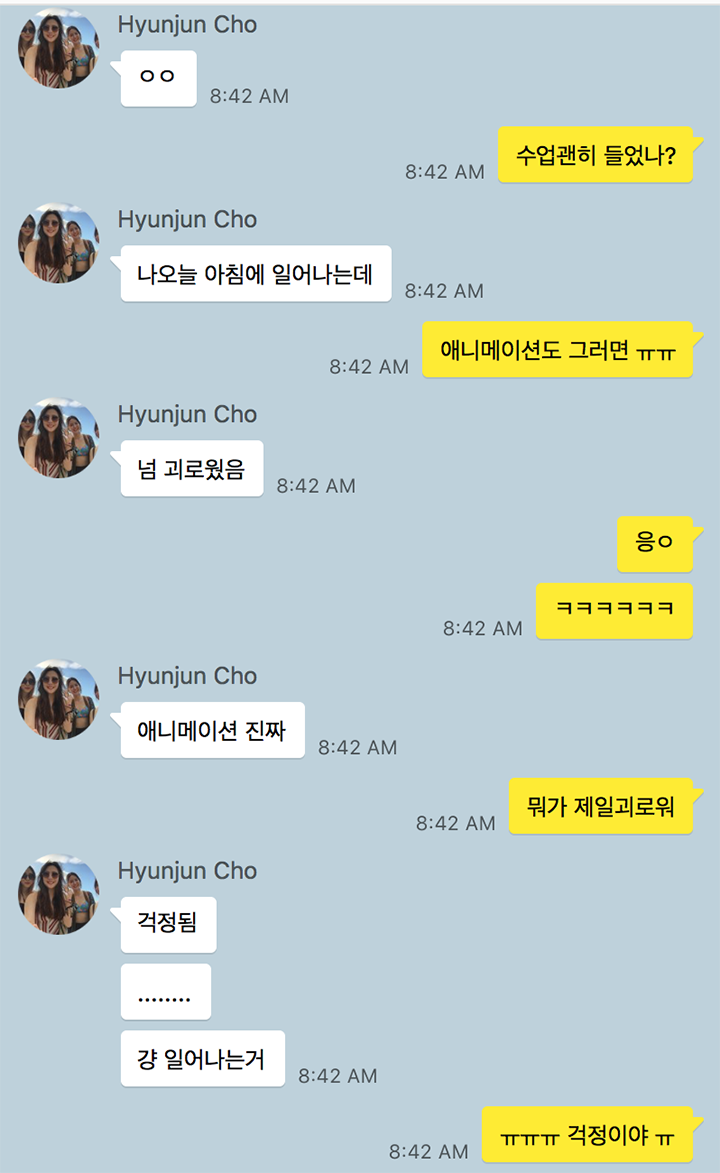 Hyunjun Cho
ㅇㅇ
8:42 AM
수업괜히 들었나?
8:42 AM
Hyunjun Cho
나오늘 아침에 일어나는데
8:42 AM
애니메이션도 그러면 ㅠㅠ
8:42 AM
Hyunjun Cho
넘 괴로웠음
8:42 AM
응ㅇ
ㅋㅋㅋㅋㅋㅋ
8:42 AM
Hyunjun Cho
애니메이션 진짜
8:42 AM
뭐가 제일괴로워
8:42 AM
Hyunjun Cho
걱정됨
........
걍 일어나는거
8:42 AM
ㅠㅠㅠ 걱정이야 ㅠ
8:42 AM